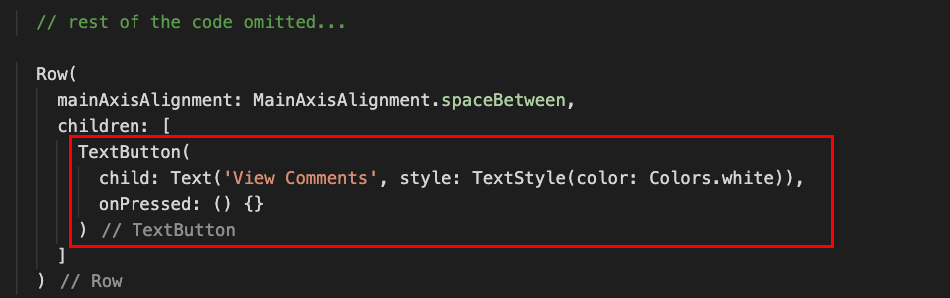 // rest of the code omitted...
Row(
mainAxisAlignment: MainAxisAlignment.spaceBetween,
children: [
TextButton(
child: Text('View Comments', style: TextStyle(color: Colors.white)),
onPressed: () {}
) // TextButton
]
) // Row